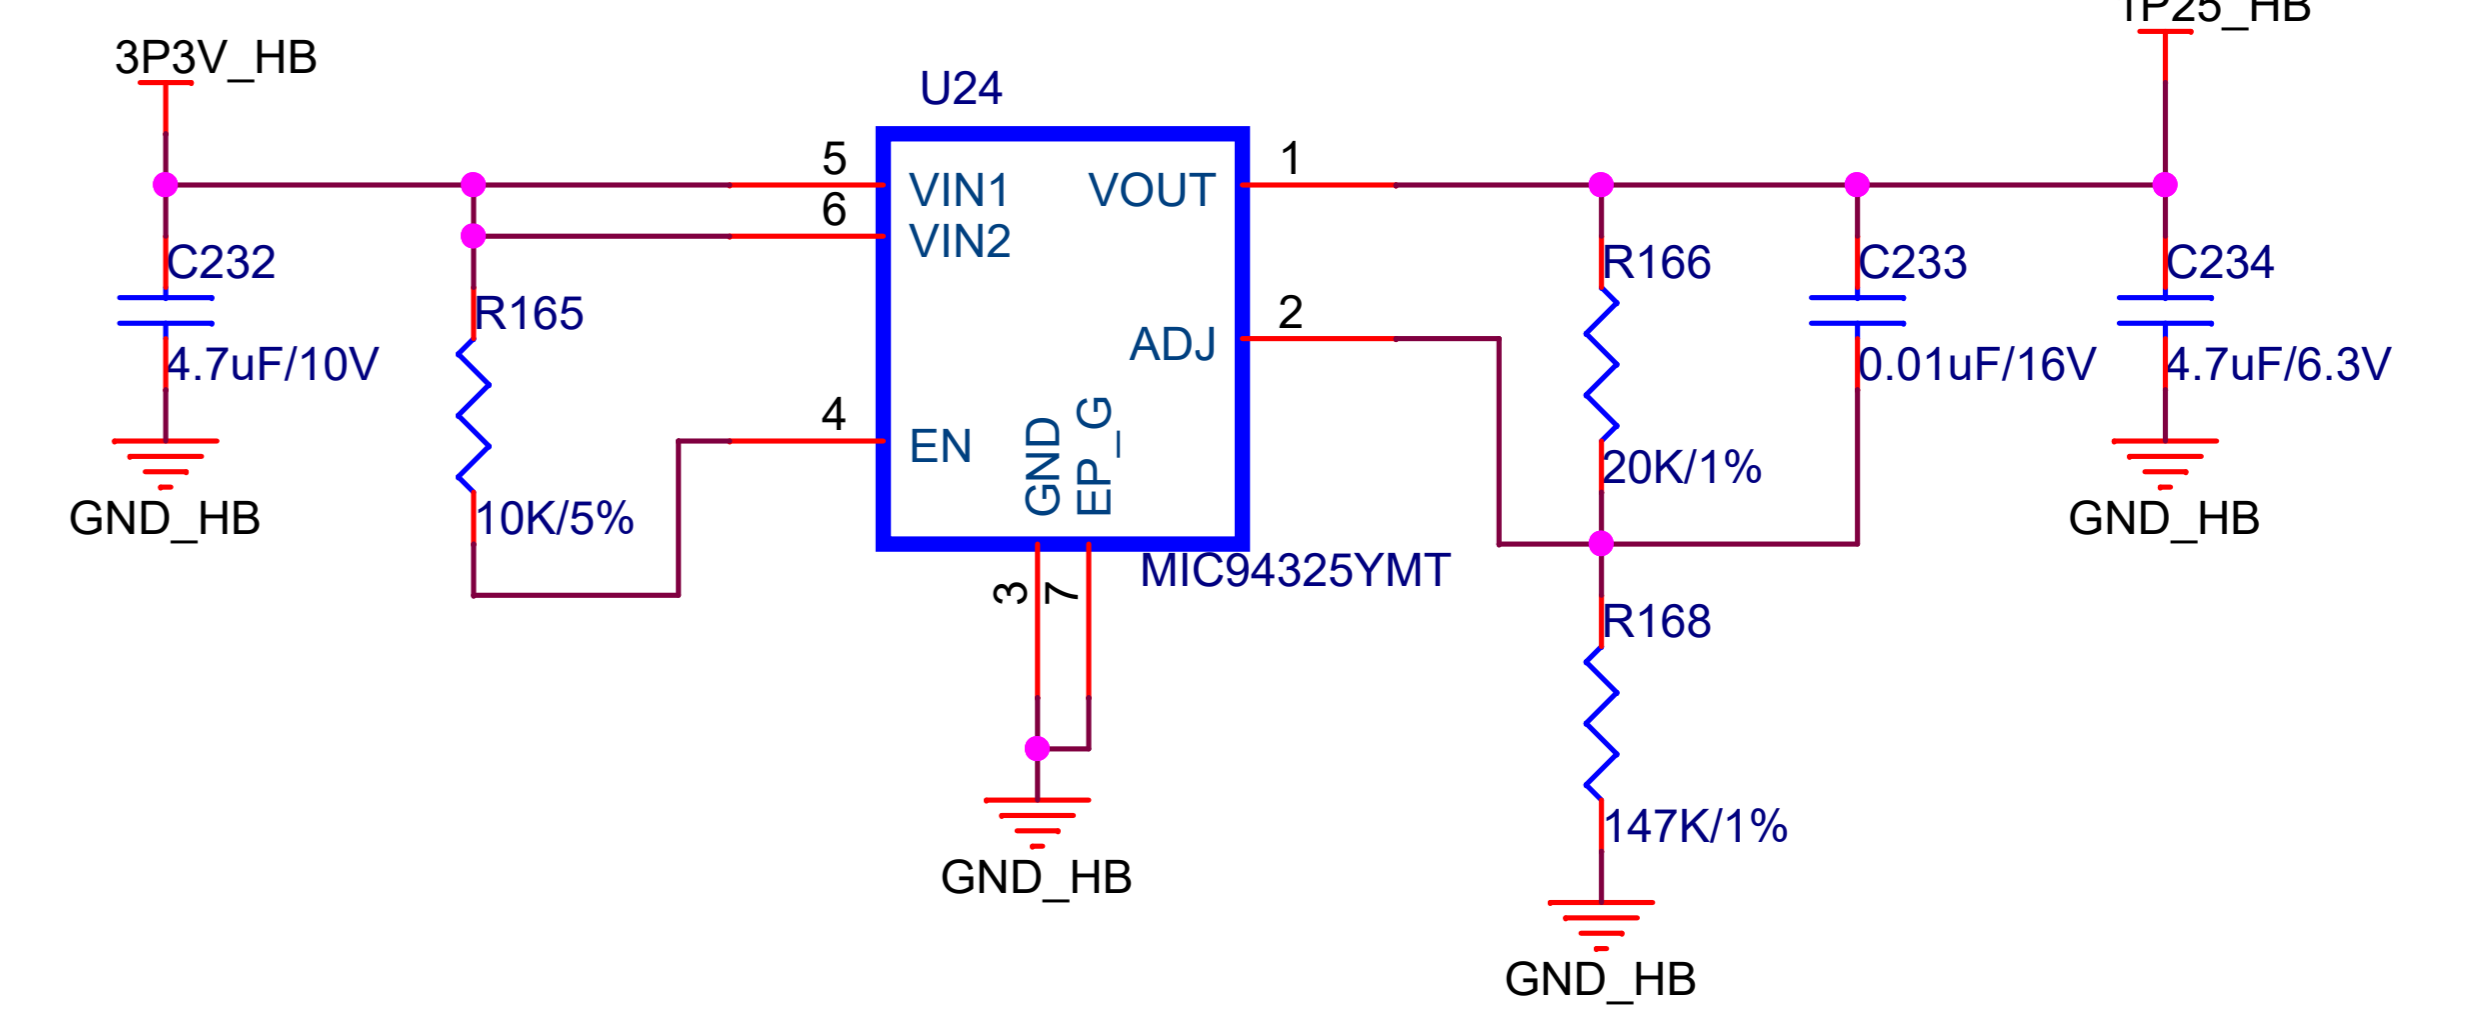 3P3V_HB
1P25_HB
U24
5
VIN1
VOUT
1
6
VIN2
C232
4.7uF/10V
GND_HB
R165
10K/5%
4
EN
ADJ
2
GND
EP_G
3
7
MIC94325YMT
GND_HB
R166
20K/1%
C233
0.01uF/16V
C234
4.7uF/6.3V
GND_HB
R168
147K/1%
GND_HB